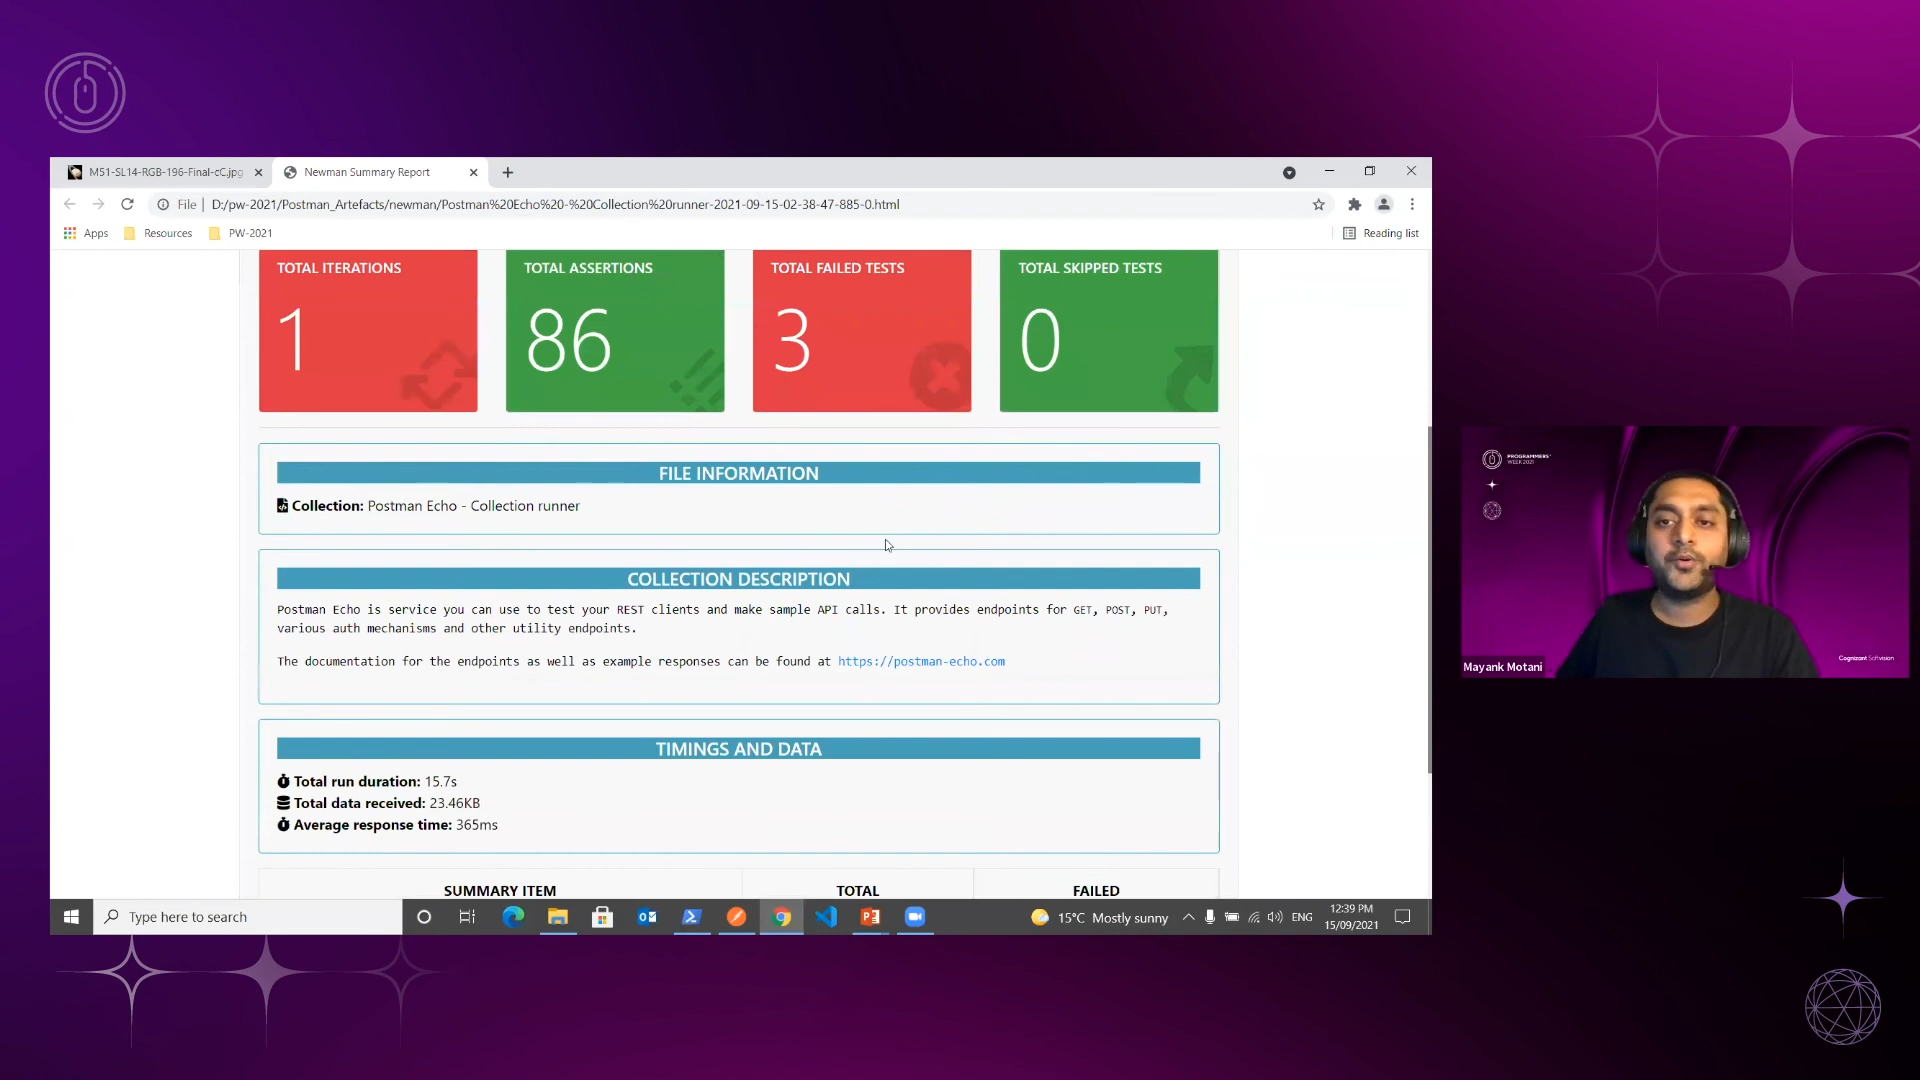 M51-SL14-RGB-196-Final-cC.jpg
Newman Summary Report
File | D:/pw-2021/Postman_Artefacts/newman/Postman%20Echo%20-%20Collection%20runner-2021-09-15-02-38-47-885-0.html
Apps Resources PW-2021 Reading list
TOTAL ITERATIONS TOTAL ASSERTIONS TOTAL FAILED TESTS TOTAL SKIPPED TESTS
1 86 3 0
FILE INFORMATION
Collection: Postman Echo - Collection runner
COLLECTION DESCRIPTION
Postman Echo is service you can use to test your REST clients and make sample API calls. It provides endpoints for GET, POST, PUT,
various auth mechanisms and other utility endpoints.
The documentation for the endpoints as well as example responses can be found at https://postman-echo.com
TIMINGS AND DATA
Total run duration: 15.7s
Total data received: 23.46KB
Average response time: 365ms
SUMMARY ITEM TOTAL FAILED
Type here to search
15°C Mostly sunny ENG
12:39 PM
15/09/2021
PROGRAMMERS'
WEEK 2021
Cognizant Softvision
Mayank Motani